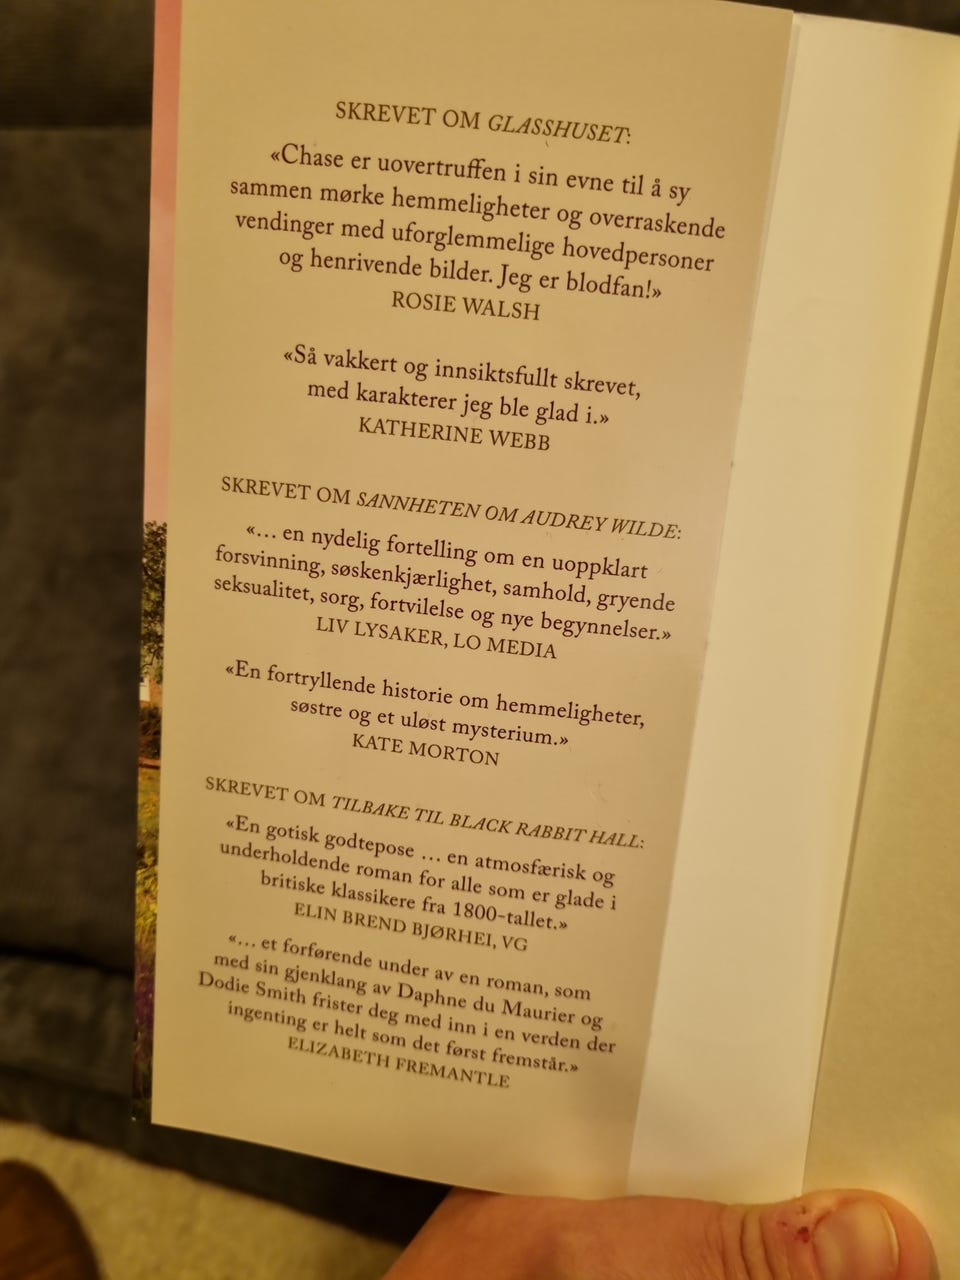 SKREVET OM GLASSHUSET:
«Chase er uovertruffen i sin evne til å sy
sammen mørke hemmeligheter og overraskende
vendinger med uforglemmelige hovedpersoner
og henrivende bilder. Jeg er blodfan!»
ROSIE WALSH
«Så vakkert og innsiktsfullt skrevet,
med karakterer jeg ble glad i.»
KATHERINE WEBB
SKREVET OM SANNHETEN OM AUDREY WILDE:
«… en nydelig fortelling om en uoppklart
forsvinning, søskenkjærlighet, samhold, gryende
seksualitet, sorg, fortvilelse og nye begynnelser.»
LIV LYSAKER, LO MEDIA
«En fortryllende historie om hemmeligheter,
søstre og et uløst mysterium.»
KATE MORTON
SKREVET OM TILBAKE TIL BLACK RABBIT HALL:
«En gotisk godtepose … en atmosfærisk og
underholdende roman for alle som er glade i
britiske klassikere fra 1800-tallet.»
ELIN BREND BJØRHEI, VG
«… et forførende under av en roman, som
med sin gjenklang av Daphne du Maurier og
Dodie Smith frister deg med inn i en verden der
ingenting er helt som det først fremstår.»
ELIZABETH FREMANTLE